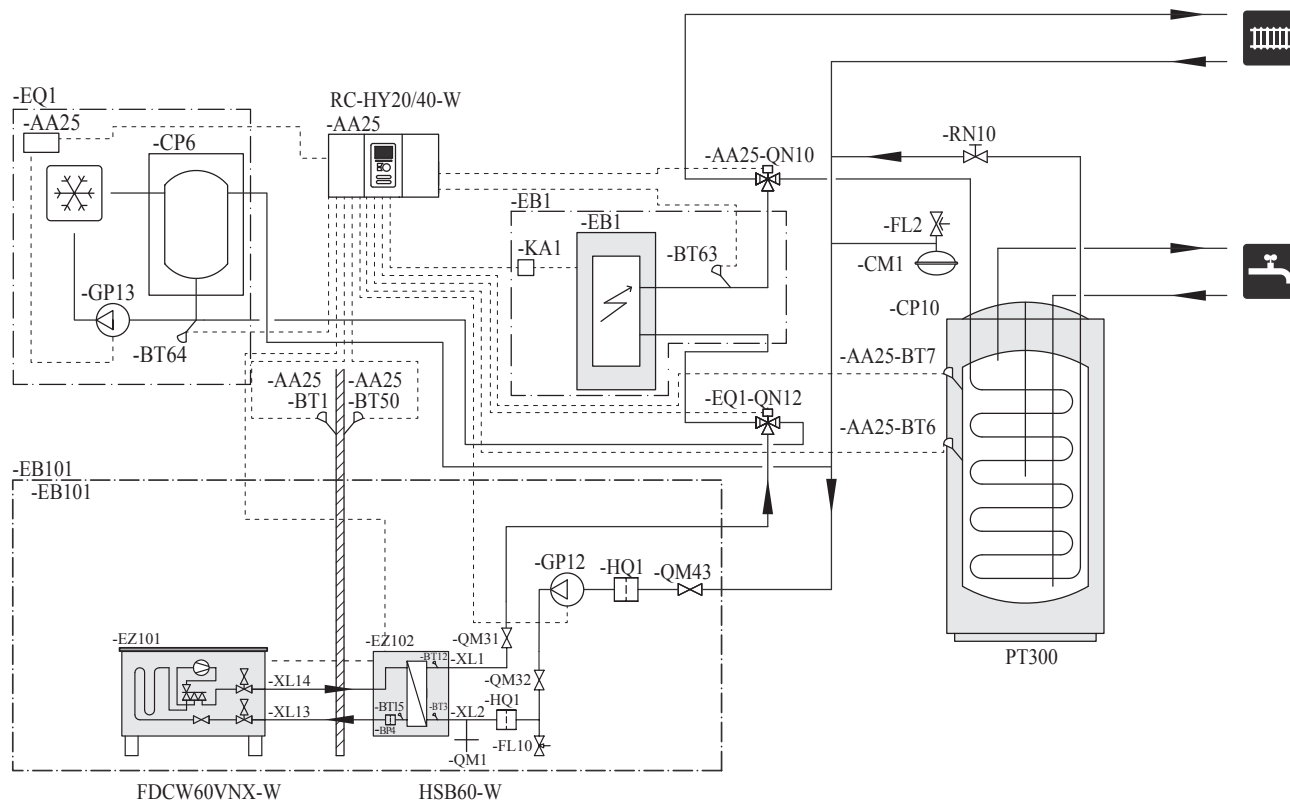 -EQ1
-AA25
-CP6
RC-HY20/40-W
-AA25
-AA25-QN10
-RN10
-EB1
-EB1
-KA1
-BT63
-FL2
-CM1
-GP13
-BT64
-CP10
-AA25-BT7
-AA25
-BT1
-AA25
-BT50
-EQ1-QN12
-AA25-BT6
-EB101
-EB101
-GP12
-HQ1
-QM43
-EZ101
-EZ102
-QM31
-BT12
-XL1
-XL14
-QM32
-XL13
-BT15
-BT3
-XL2
-HQ1
-BP4
-FL10
-QM1
PT300
FDCW60VNX-W
HSB60-W